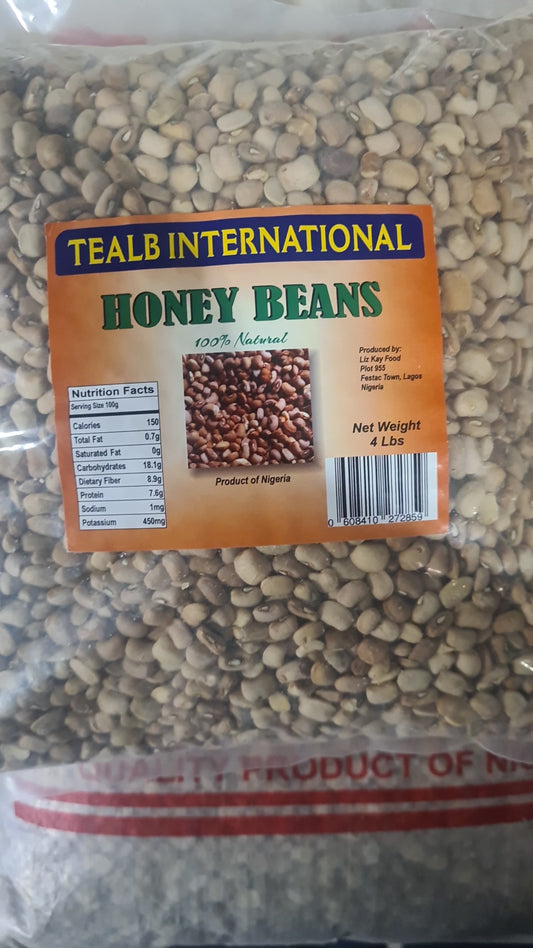 TEALB INTERNATIONAL
HONEY BEANS
100% Natural
Produced by:
Liz Kay Food
Plot 955
Festac Town, Lagos
Nigeria
Nutrition Facts
Serving Size 100g
Calories 150
Total Fat 0.7g
Saturated Fat 0g
Carbohydrates 18.1g
Dietary Fiber 8.9g
Protein 7.6g
Sodium 1mg
Potassium 450mg
Product of Nigeria
Net Weight
4 Lbs
0 608410 272859
QUALITY PRODUCT OF